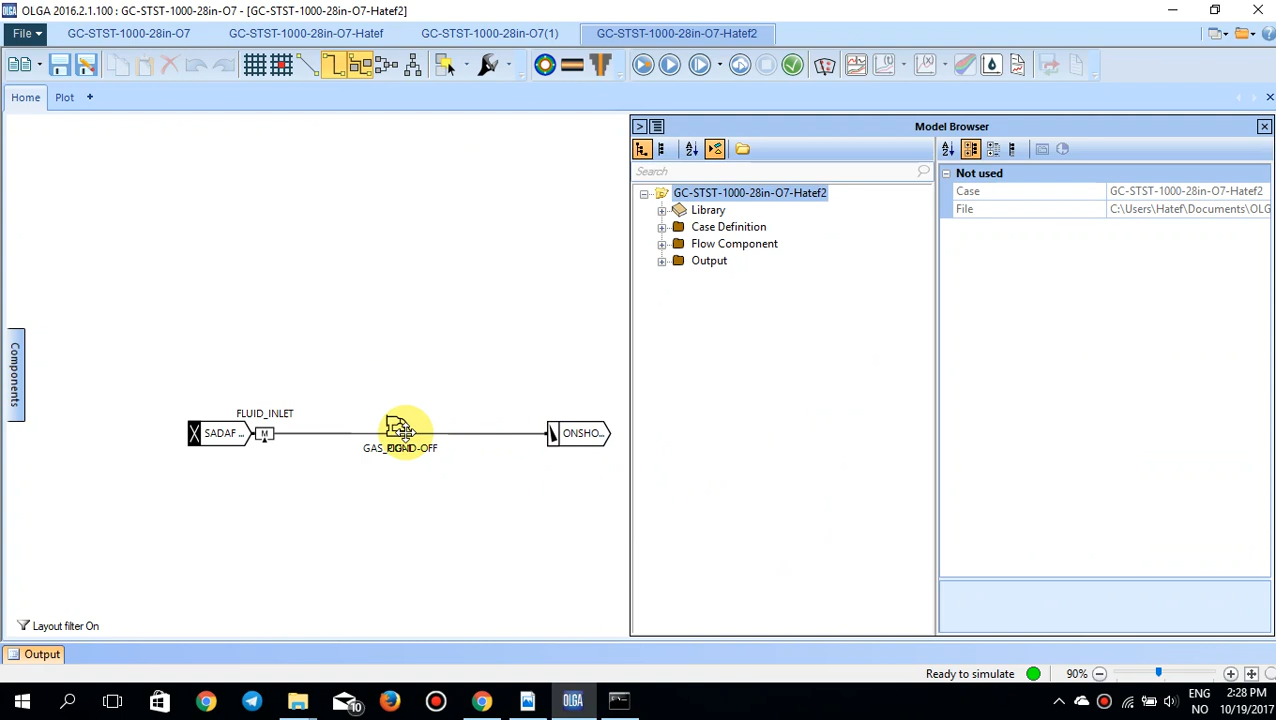 OLGA 2016.2.1.100 : GC-STST-1000-28in-O7 - [GC-STST-1000-28in-O7-Hatef2]
File
GC-STST-1000-28in-O7
GC-STST-1000-28in-O7-Hatef
GC-STST-1000-28in-O7(1)
GC-STST-1000-28in-O7-Hatef2
Home
Plot
+
Model Browser
Search
GC-STST-1000-28in-O7-Hatef2
Library
Case Definition
Flow Component
Output
Not used
Case GC-STST-1000-28in-O7-Hatef2
File C:\Users\Hatef\Documents\OLG
Components
FLUID_INLET
SADAF ...
M
ONSHO...
Layout filter On
Output
Ready to simulate
90%
10
OLGA
ENG
NO
2:28 PM
10/19/2017